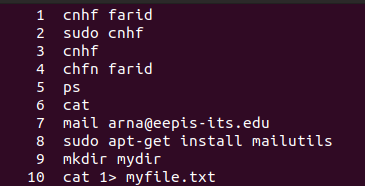 1 cnhf farid
2 sudo cnhf
3 cnhf
4 chfn farid
5 ps
6 cat
7 mail arna@eepis-its.edu
8 sudo apt-get install mailutils
9 mkdir mydir
10 cat 1> myfile.txt